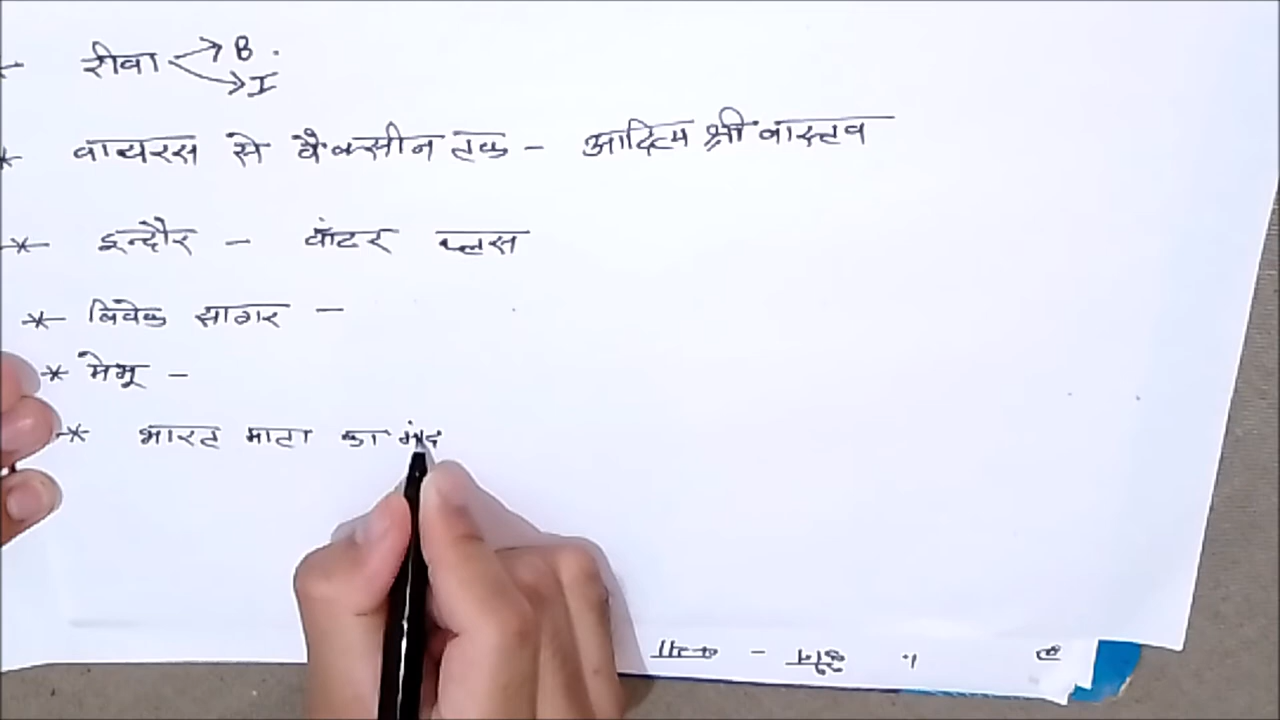 - रीवा → B.
→ I
* वायरस से वैक्सीन तक - आदित्य श्रीवास्तव
* इन्दौर - वॉटर प्लस
* विवेक सागर -
* मेमू -
* भारत माता का मंद